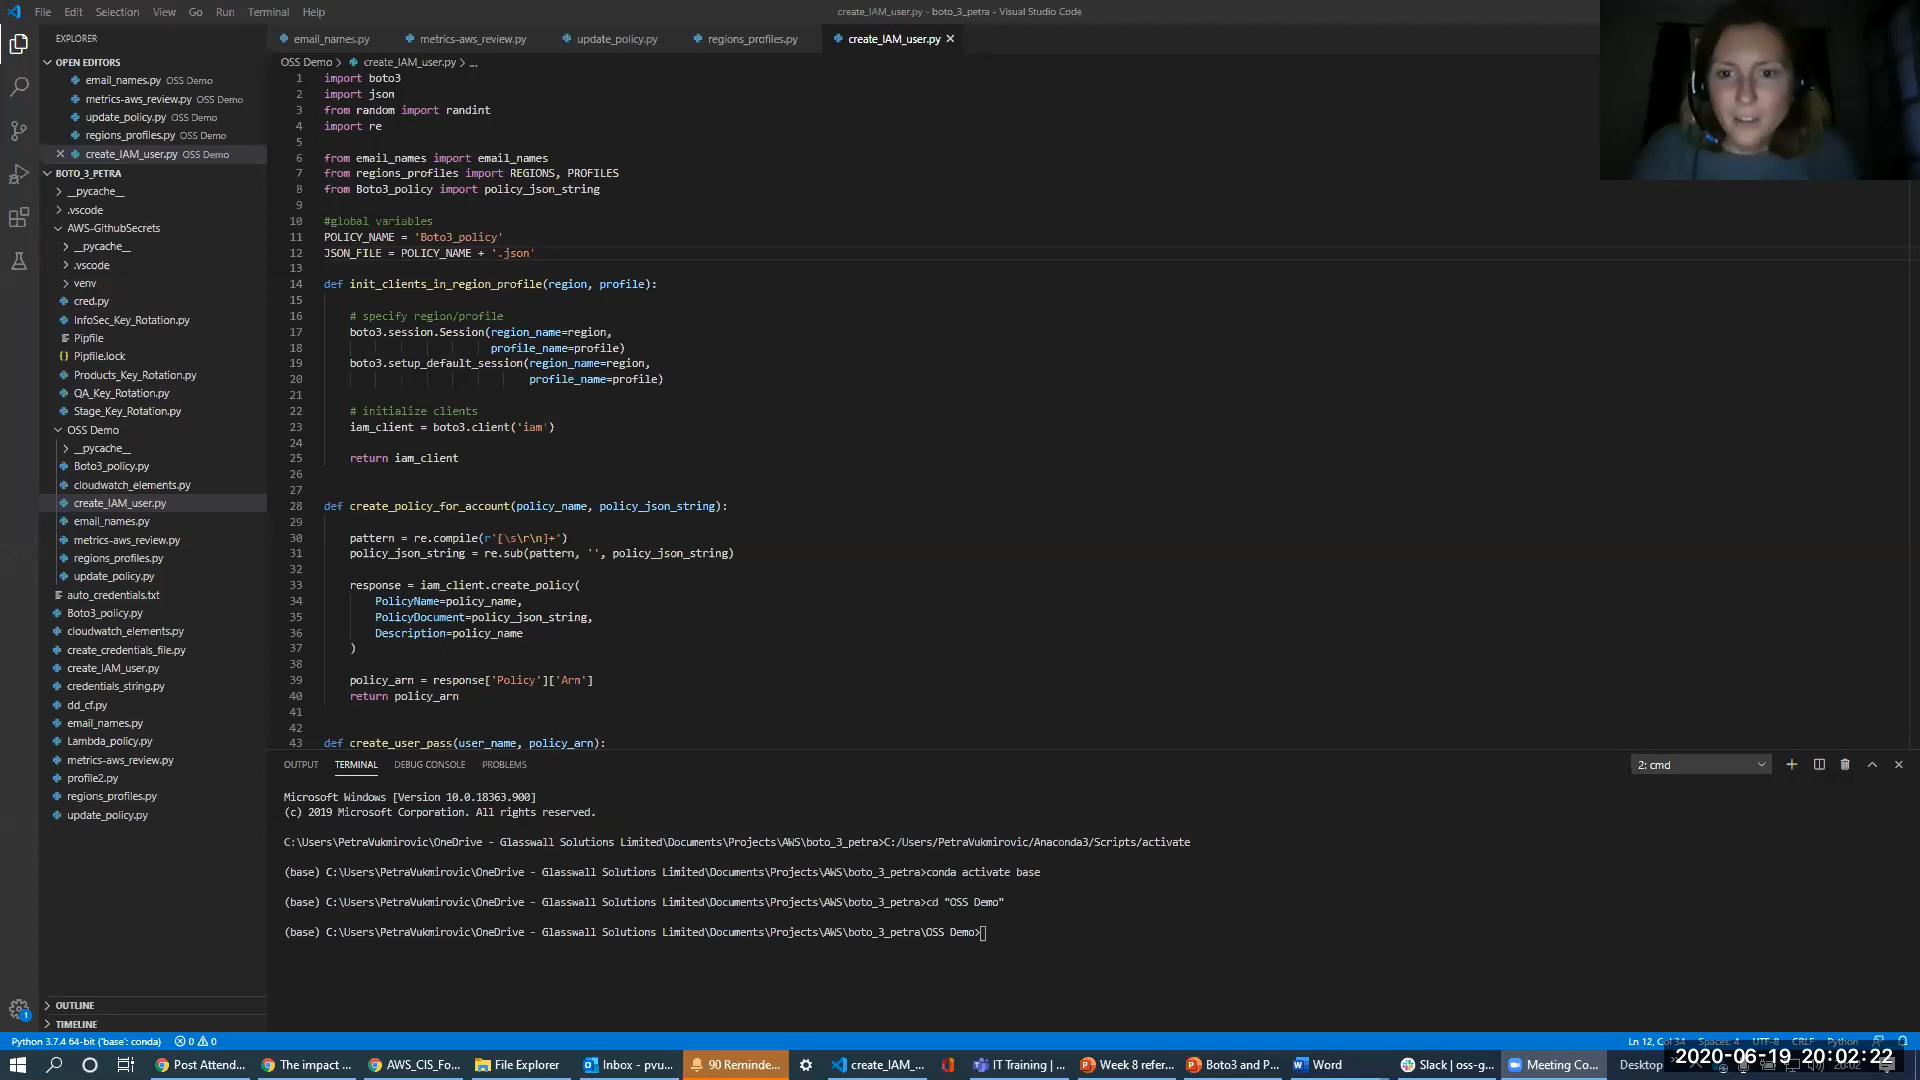 File Edit Selection View Go Run Terminal Help
create_IAM_user.py - boto_3_petra - Visual Studio Code
EXPLORER
OPEN EDITORS
email_names.py OSS Demo
metrics-aws_review.py OSS Demo
update_policy.py OSS Demo
regions_profiles.py OSS Demo
create_IAM_user.py OSS Demo
BOTO_3_PETRA
__pycache__
.vscode
AWS-GithubSecrets
__pycache__
.vscode
venv
cred.py
InfoSec_Key_Rotation.py
Pipfile
Pipfile.lock
Products_Key_Rotation.py
QA_Key_Rotation.py
Stage_Key_Rotation.py
OSS Demo
__pycache__
Boto3_policy.py
cloudwatch_elements.py
create_IAM_user.py
email_names.py
metrics-aws_review.py
regions_profiles.py
update_policy.py
auto_credentials.txt
Boto3_policy.py
cloudwatch_elements.py
create_credentials_file.py
create_IAM_user.py
credentials_string.py
dd_cf.py
email_names.py
Lambda_policy.py
metrics-aws_review.py
profile2.py
regions_profiles.py
update_policy.py
OUTLINE
TIMELINE
email_names.py metrics-aws_review.py update_policy.py regions_profiles.py create_IAM_user.py
OSS Demo > create_IAM_user.py > ...
1 import boto3
2 import json
3 from random import randint
4 import re
5
6 from email_names import email_names
7 from regions_profiles import REGIONS, PROFILES
8 from Boto3_policy import policy_json_string
9
10 #global variables
11 POLICY_NAME = 'Boto3_policy'
12 JSON_FILE = POLICY_NAME + '.json'
13
14 def init_clients_in_region_profile(region, profile):
15
16 # specify region/profile
17 boto3.session.Session(region_name=region,
18 profile_name=profile)
19 boto3.setup_default_session(region_name=region,
20 profile_name=profile)
21
22 # initialize clients
23 iam_client = boto3.client('iam')
24
25 return iam_client
26
27
28 def create_policy_for_account(policy_name, policy_json_string):
29
30 pattern = re.compile(r'[\s\r\n]+')
31 policy_json_string = re.sub(pattern, '', policy_json_string)
32
33 response = iam_client.create_policy(
34 PolicyName=policy_name,
35 PolicyDocument=policy_json_string,
36 Description=policy_name
37 )
38
39 policy_arn = response['Policy']['Arn']
40 return policy_arn
41
42
43 def create_user_pass(user_name, policy_arn):
OUTPUT TERMINAL DEBUG CONSOLE PROBLEMS
2: cmd
Microsoft Windows [Version 10.0.18363.900]
(c) 2019 Microsoft Corporation. All rights reserved.
C:\Users\PetraVukmirovic\OneDrive - Glasswall Solutions Limited\Documents\Projects\AWS\boto_3_petra>C:/Users/PetraVukmirovic/Anaconda3/Scripts/activate
(base) C:\Users\PetraVukmirovic\OneDrive - Glasswall Solutions Limited\Documents\Projects\AWS\boto_3_petra>conda activate base
(base) C:\Users\PetraVukmirovic\OneDrive - Glasswall Solutions Limited\Documents\Projects\AWS\boto_3_petra>cd "OSS Demo"
(base) C:\Users\PetraVukmirovic\OneDrive - Glasswall Solutions Limited\Documents\Projects\AWS\boto_3_petra\OSS Demo>
1
Python 3.7.4 64-bit ('base': conda) 0 0
Ln 12, Col 34 Spaces: 4 UTF-8 CRLF Python
Post Attend... The impact ... AWS_CIS_Fo... File Explorer Inbox - pvu... 90 Reminde... create_IAM_... IT Training | ... Week 8 refer... Boto3 and P... Word Slack | oss-g... Meeting Co... Desktop
2020-06-19 20:02:22